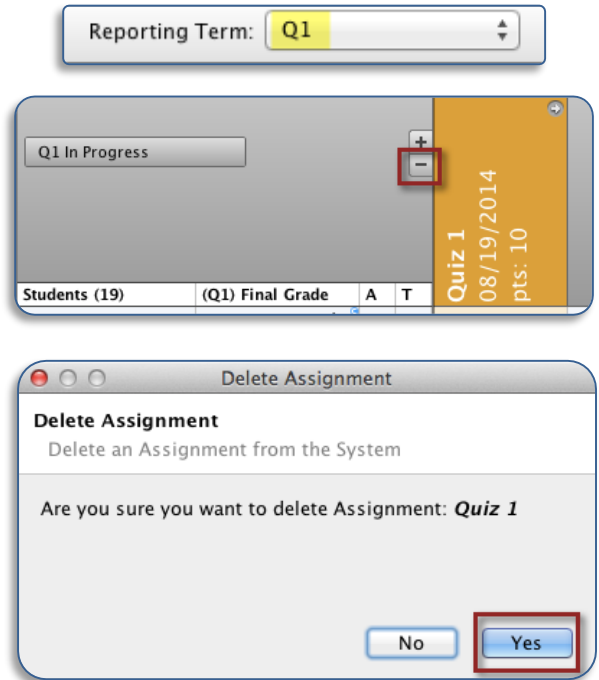 Reporting Term: Q1
Q1 In Progress
+
−
Quiz 1
08/19/2014
pts: 10
Students (19) (Q1) Final Grade A T
Delete Assignment
Delete Assignment
Delete an Assignment from the System
Are you sure you want to delete Assignment: Quiz 1
No Yes